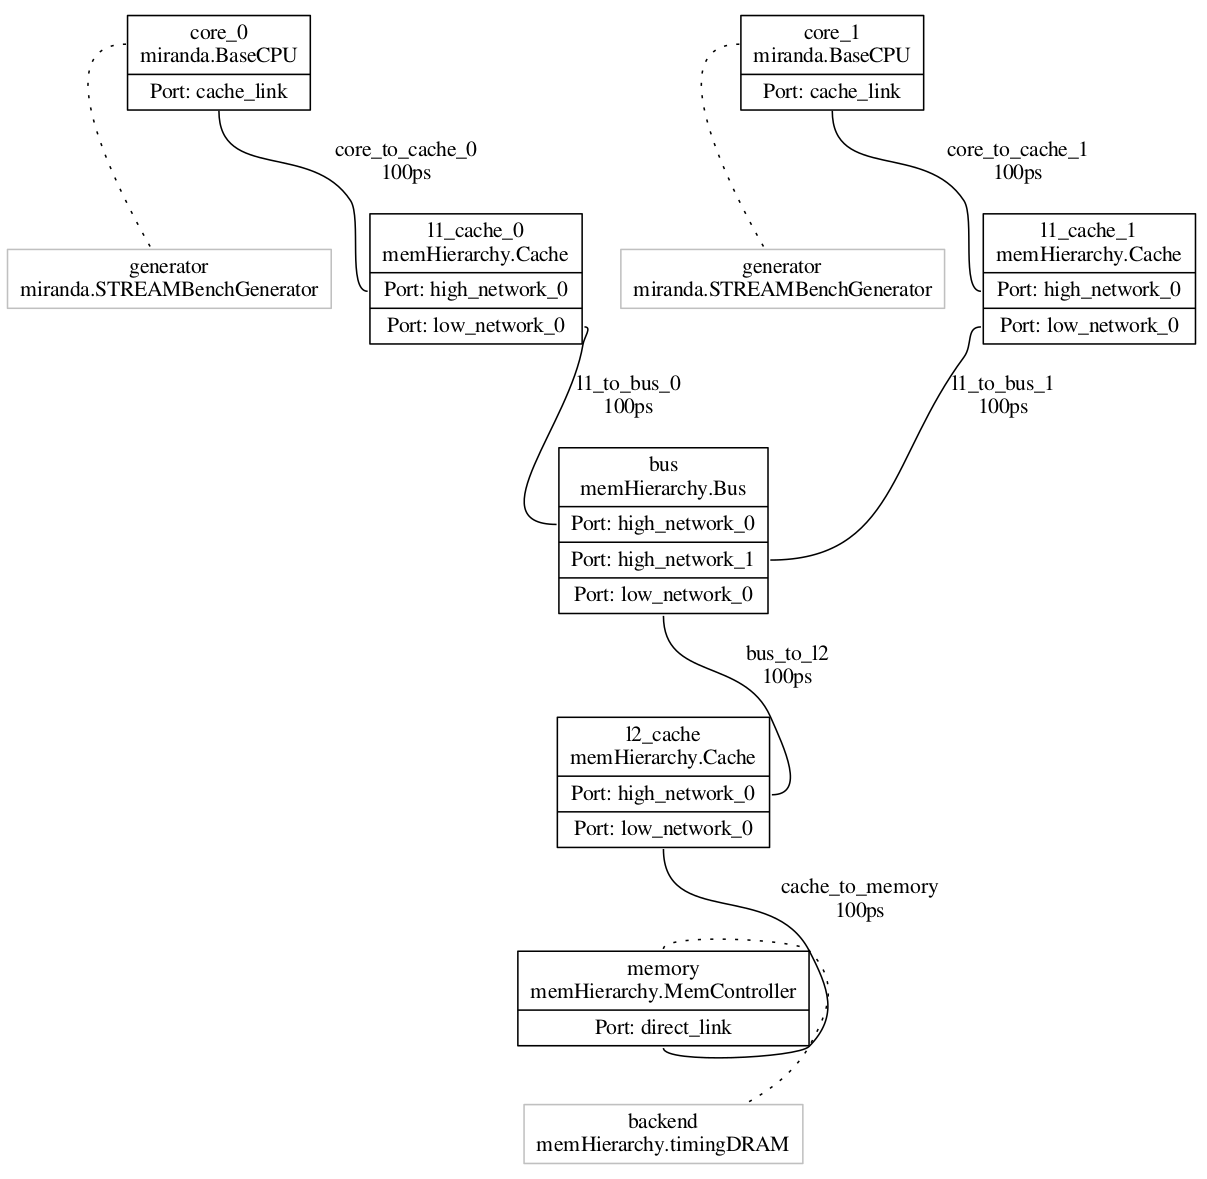 core_0
miranda.BaseCPU
Port: cache_link
core_1
miranda.BaseCPU
Port: cache_link
core_to_cache_0
100ps
core_to_cache_1
100ps
generator
miranda.STREAMBenchGenerator
l1_cache_0
memHierarchy.Cache
Port: high_network_0
Port: low_network_0
generator
miranda.STREAMBenchGenerator
l1_cache_1
memHierarchy.Cache
Port: high_network_0
Port: low_network_0
l1_to_bus_0
100ps
l1_to_bus_1
100ps
bus
memHierarchy.Bus
Port: high_network_0
Port: high_network_1
Port: low_network_0
bus_to_l2
100ps
l2_cache
memHierarchy.Cache
Port: high_network_0
Port: low_network_0
cache_to_memory
100ps
memory
memHierarchy.MemController
Port: direct_link
backend
memHierarchy.timingDRAM